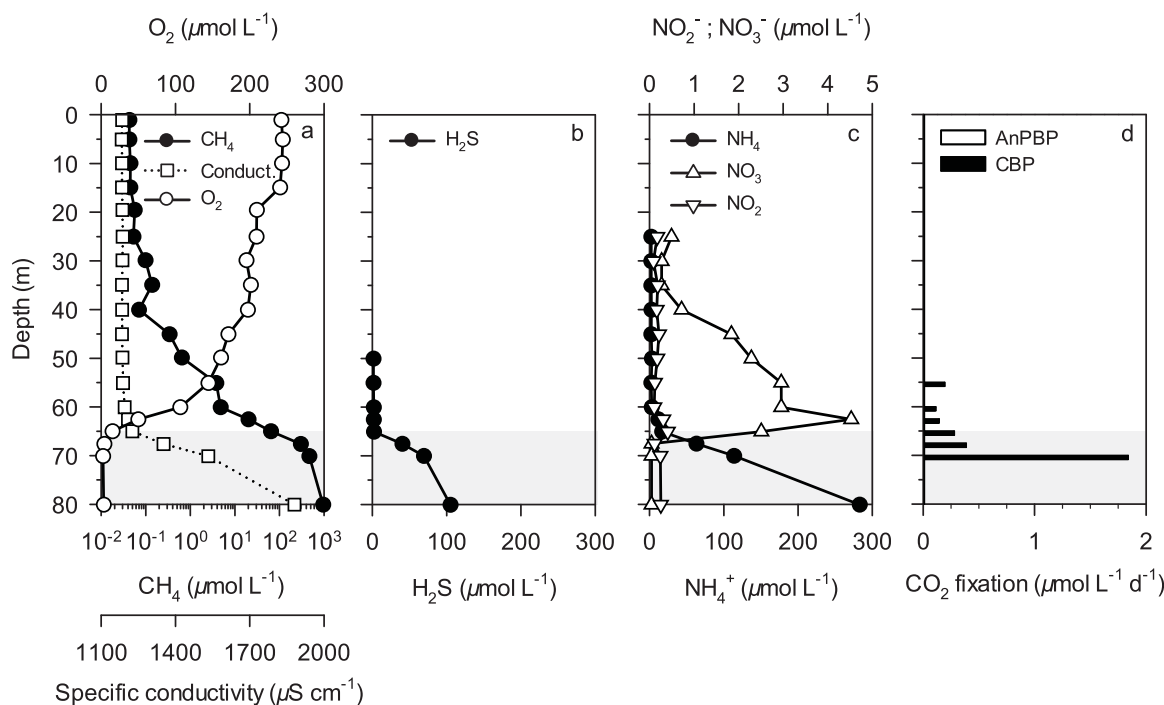 O₂ (µmol L⁻¹)
0 100 200 300
NO₂⁻ ; NO₃⁻ (µmol L⁻¹)
0 1 2 3 4 5
Depth (m)
0
10
20
30
40
50
60
70
80
a
CH₄
Conduct.
O₂
b
H₂S
c
NH₄
NO₃
NO₂
d
AnPBP
CBP
10⁻² 10⁻¹ 10⁰ 10¹ 10² 10³
CH₄ (µmol L⁻¹)
0 100 200 300
H₂S (µmol L⁻¹)
0 100 200 300
NH₄⁺ (µmol L⁻¹)
0 1 2
CO₂ fixation (µmol L⁻¹ d⁻¹)
1100 1400 1700 2000
Specific conductivity (µS cm⁻¹)